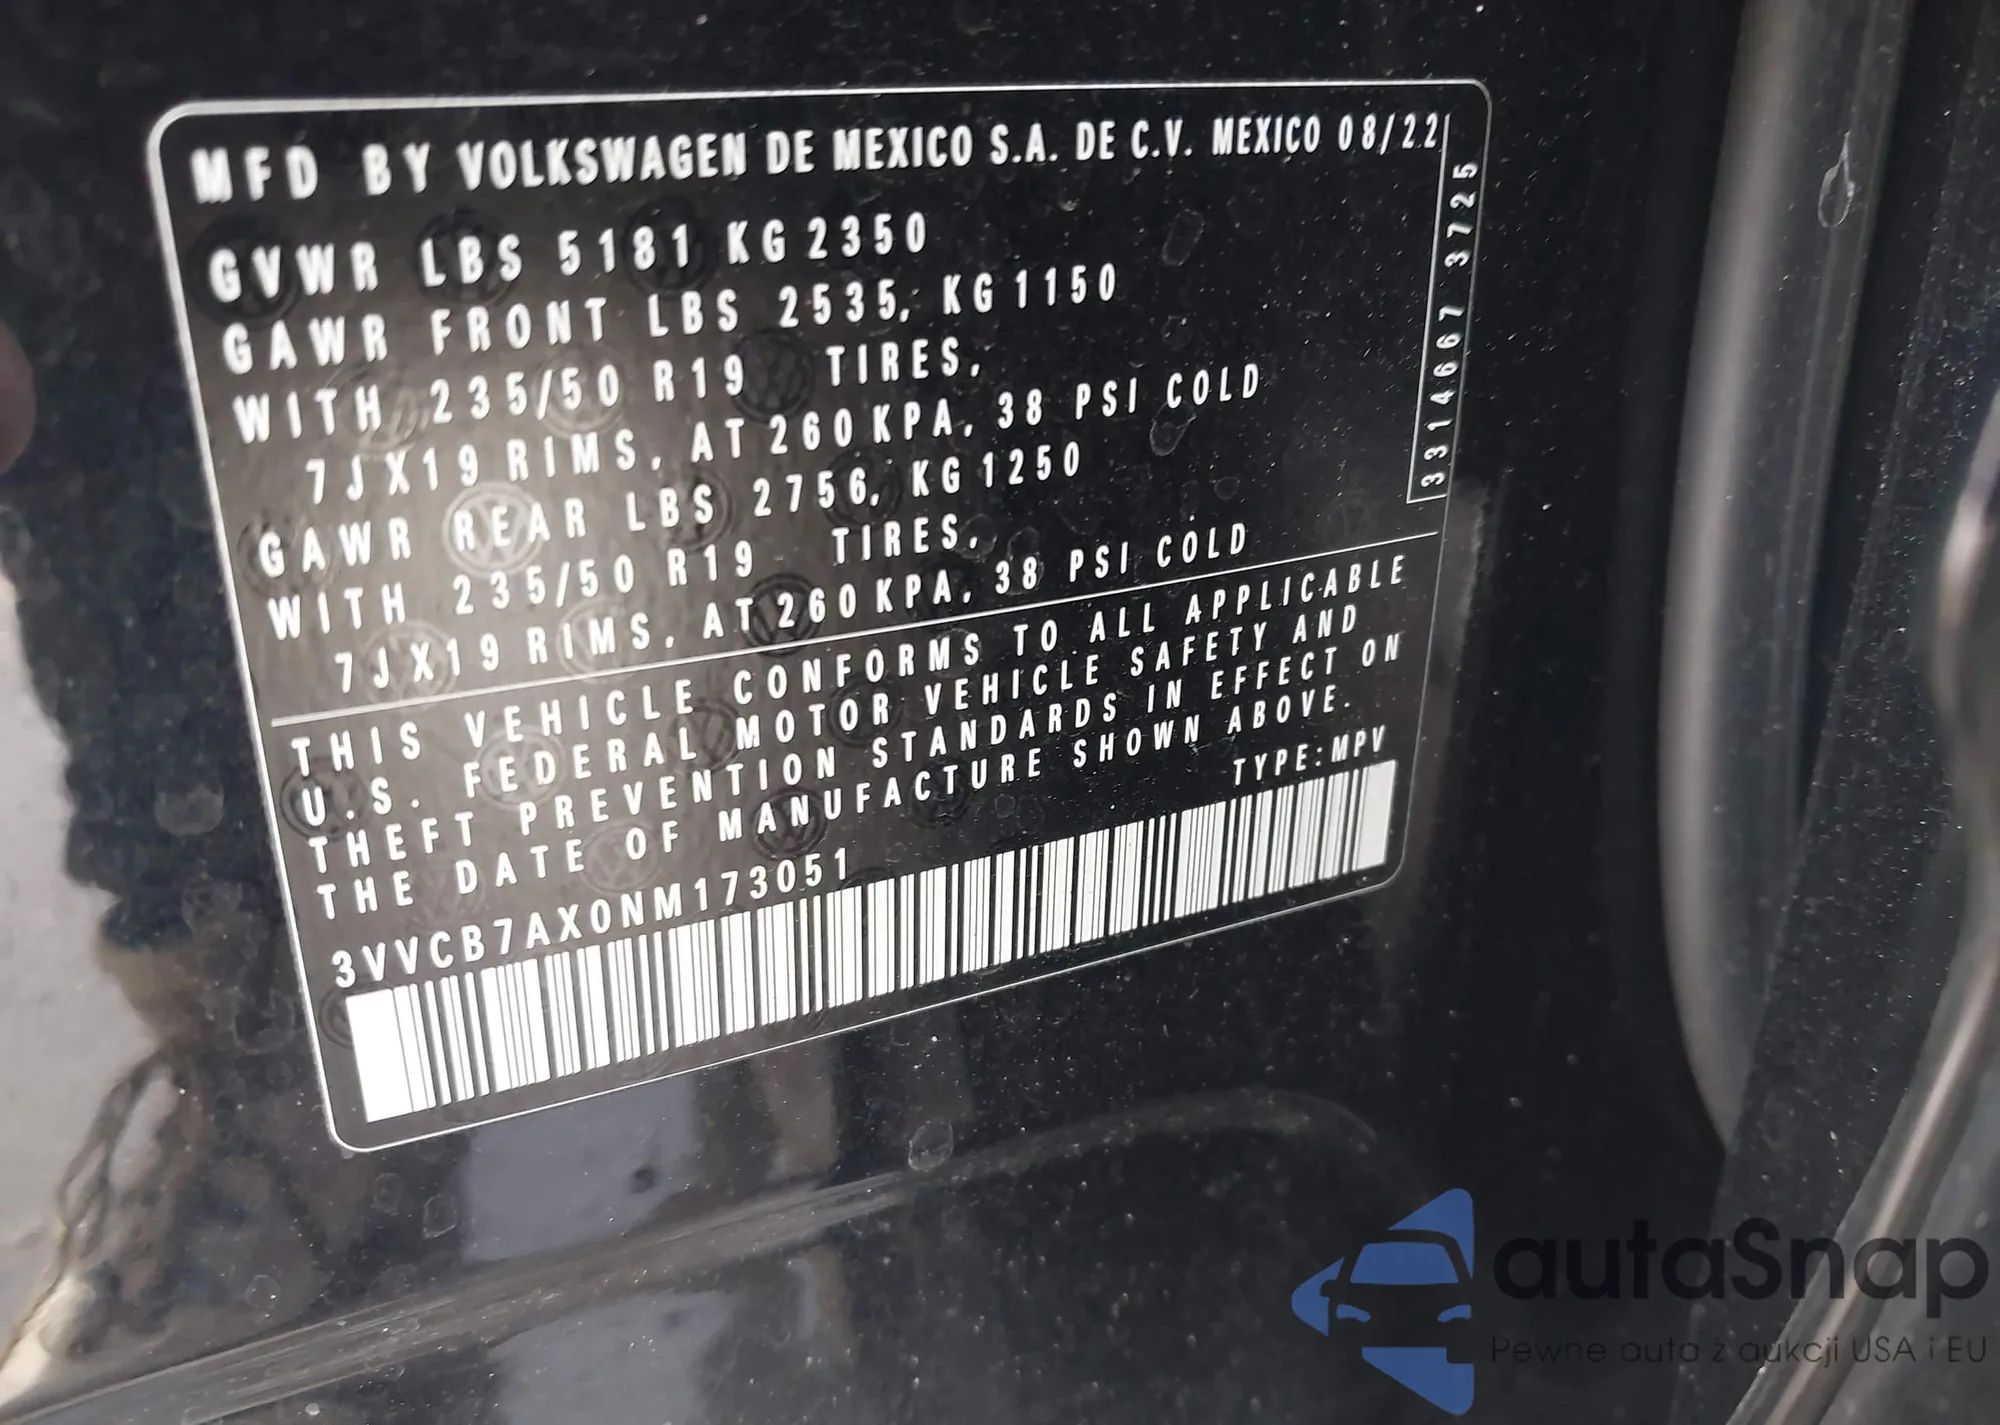 MFD BY VOLKSWAGEN DE MEXICO S.A. DE C.V. MEXICO 08/22
GVWR LBS 5181 KG 2350
GAWR FRONT LBS 2535, KG 1150
WITH 235/50 R19 TIRES,
7JX19 RIMS, AT 260 KPA, 38 PSI COLD
GAWR REAR LBS 2756, KG 1250
WITH 235/50 R19 TIRES,
7JX19 RIMS, AT 260 KPA, 38 PSI COLD
3314667 3725
THIS VEHICLE CONFORMS TO ALL APPLICABLE
U.S. FEDERAL MOTOR VEHICLE SAFETY AND
THEFT PREVENTION STANDARDS IN EFFECT ON
THE DATE OF MANUFACTURE SHOWN ABOVE.
TYPE:MPV
3VVCB7AX0NM173051
autaSnap
Pewne auta z aukcji USA i EU